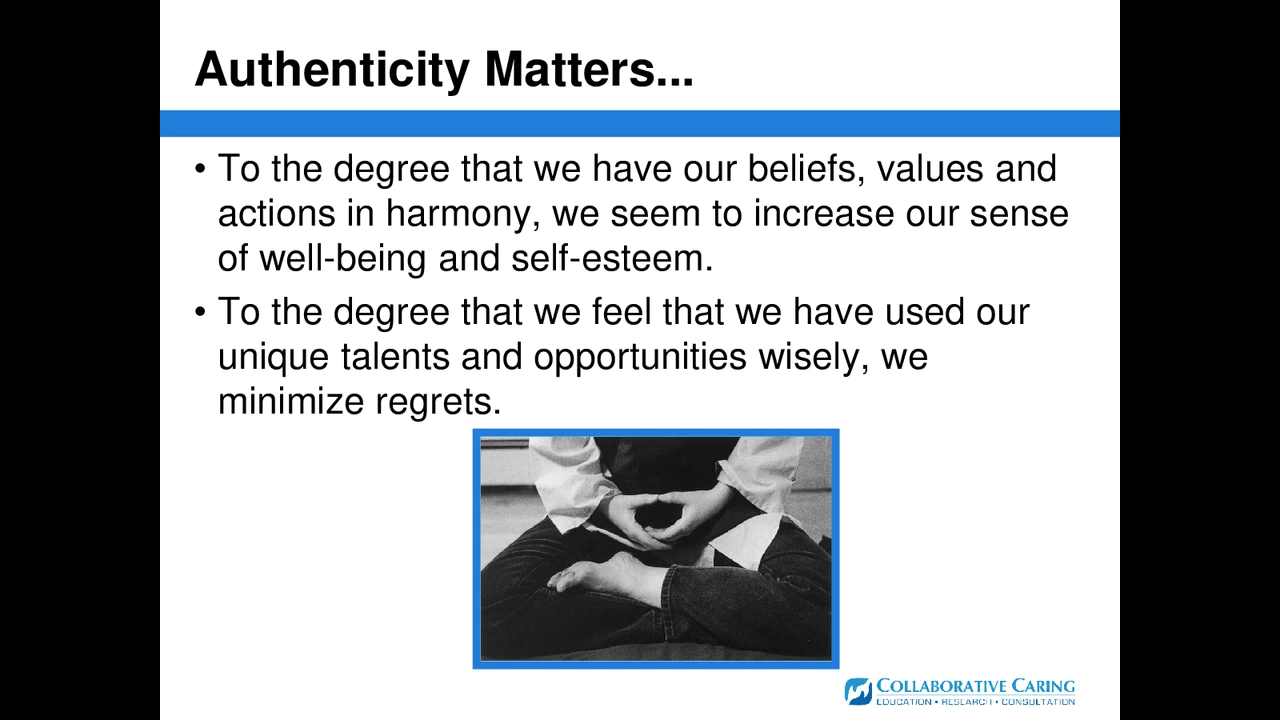 Authenticity Matters...
• To the degree that we have our beliefs, values and
actions in harmony, we seem to increase our sense
of well-being and self-esteem.
• To the degree that we feel that we have used our
unique talents and opportunities wisely, we
minimize regrets.
COLLABORATIVE CARING
EDUCATION • RESEARCH • CONSULTATION